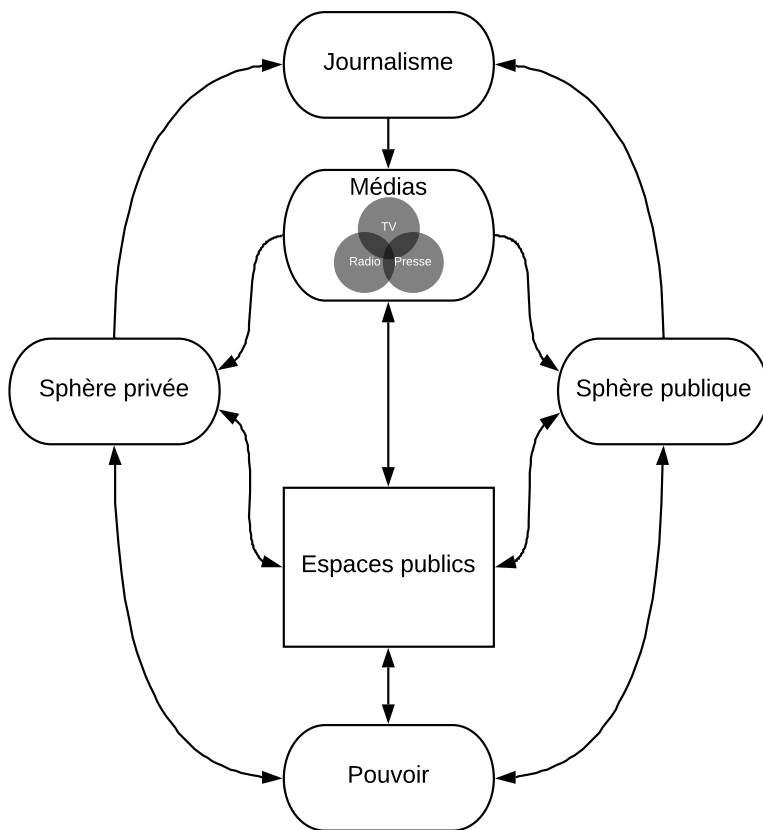 Journalisme
Médias
TV
Radio Presse
Sphère privée
Sphère publique
Espaces publics
Pouvoir